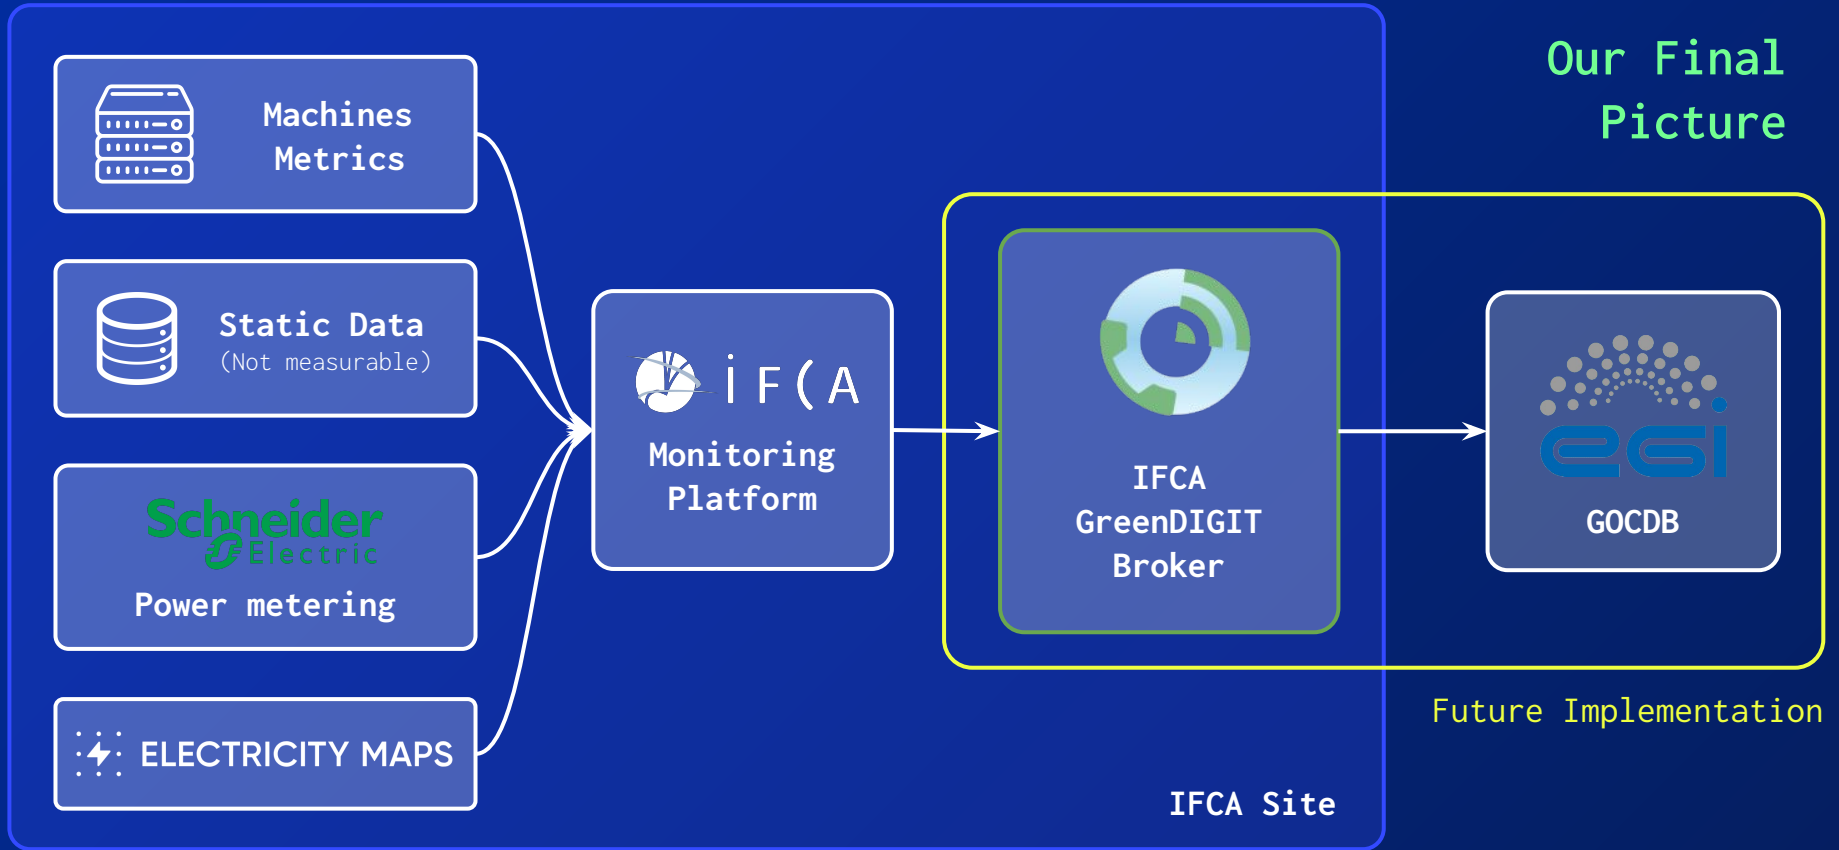 Our Final
Picture
Machines
Metrics
Static Data
(Not measurable)
Schneider
Electric
Power metering
ELECTRICITY MAPS
iFCA
Monitoring
Platform
IFCA
GreenDIGIT
Broker
egi
GOCDB
Future Implementation
IFCA Site